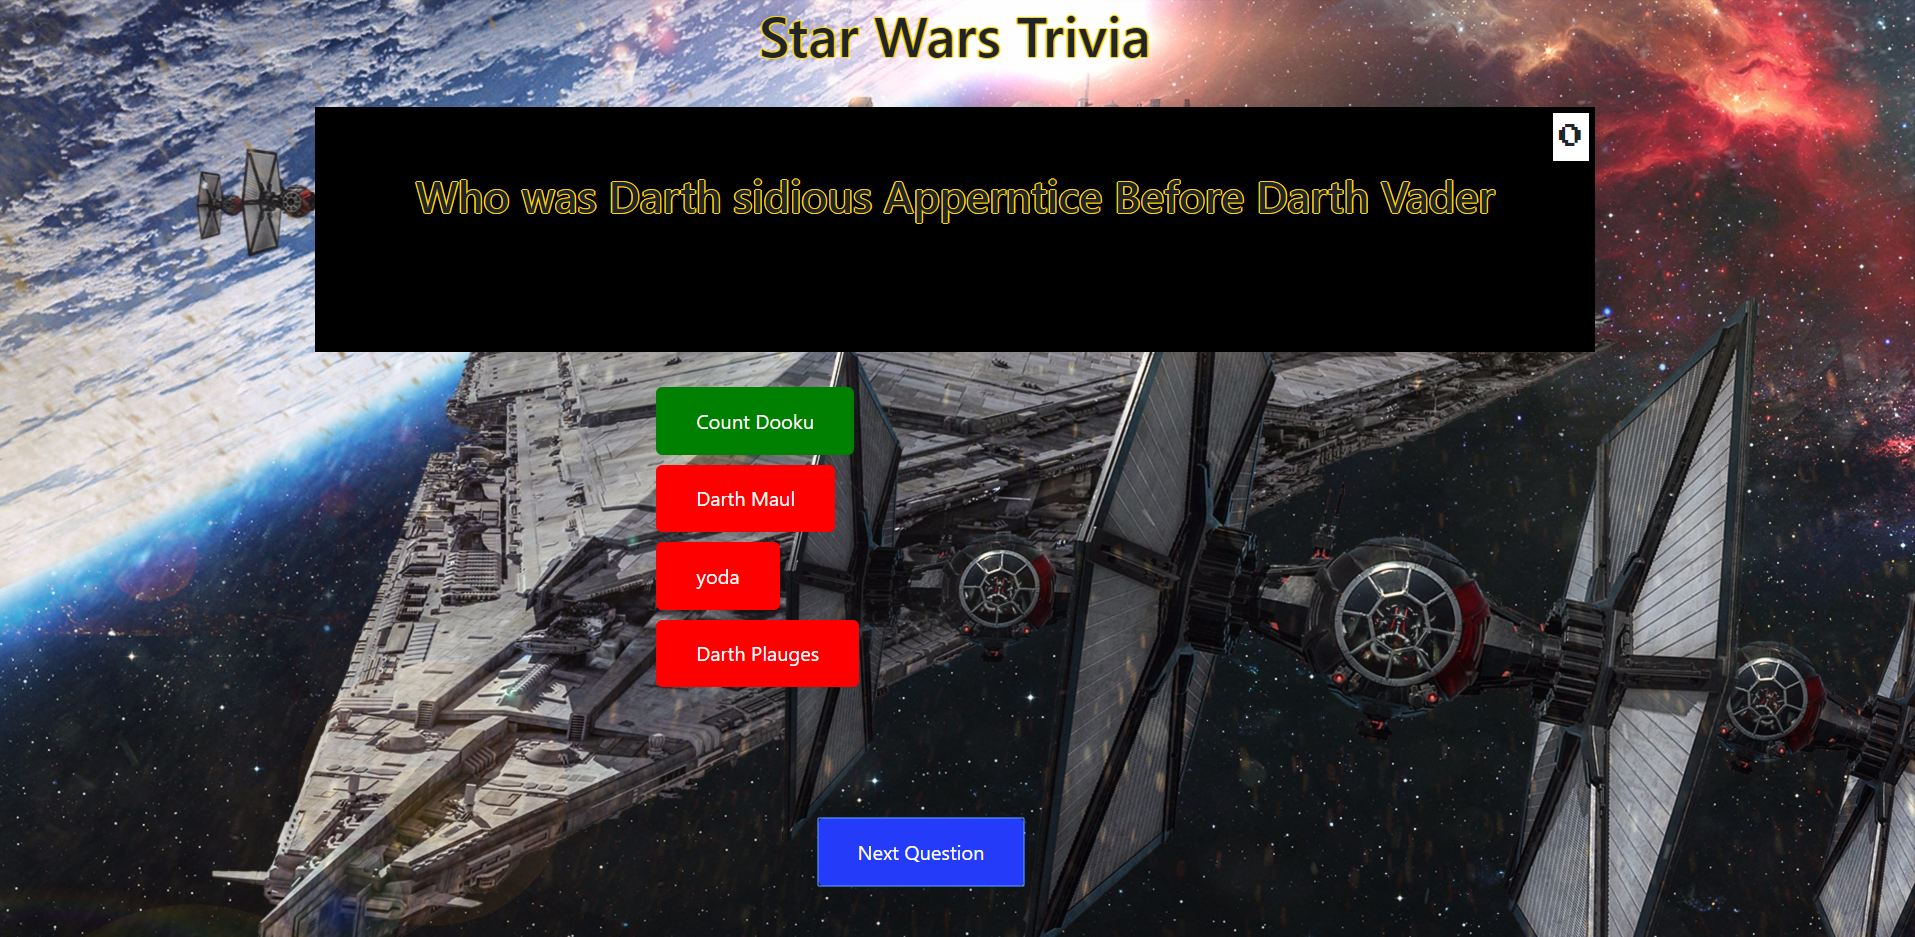 Star Wars Trivia
0
Who was Darth sidious Apperntice Before Darth Vader
Count Dooku
Darth Maul
yoda
Darth Plauges
Next Question